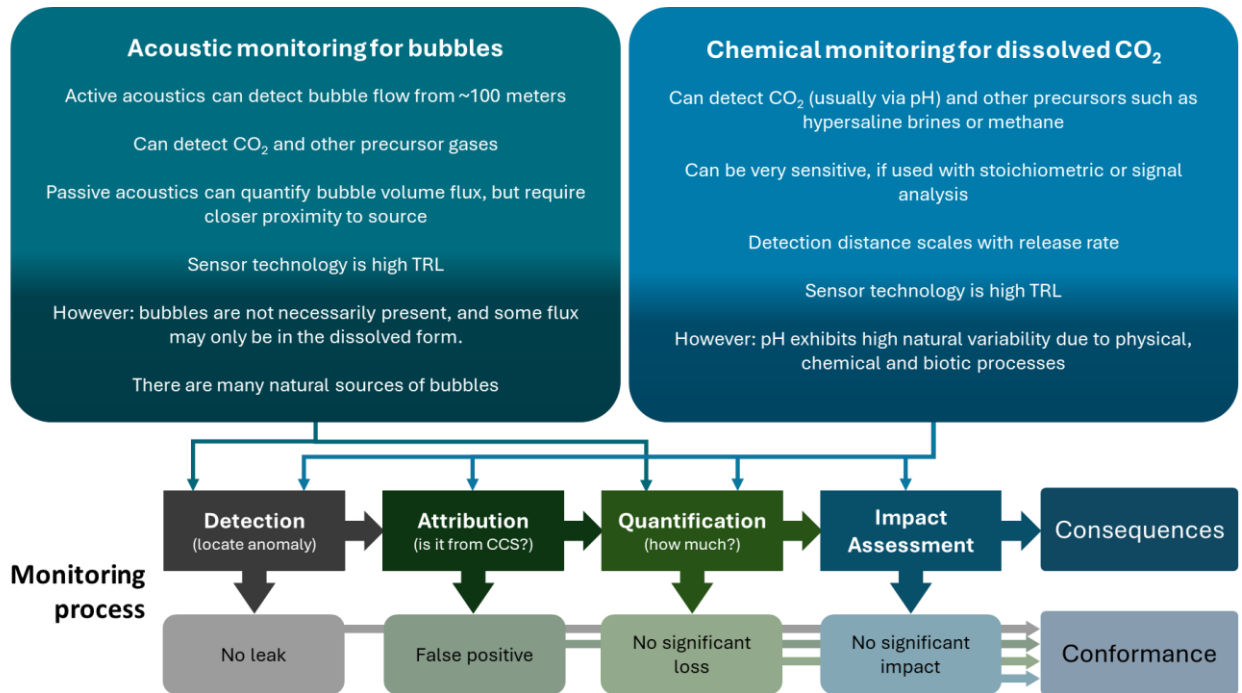 Acoustic monitoring for bubbles
Active acoustics can detect bubble flow from ~100 meters
Can detect CO₂ and other precursor gases
Passive acoustics can quantify bubble volume flux, but require
closer proximity to source
Sensor technology is high TRL
However: bubbles are not necessarily present, and some flux
may only be in the dissolved form.
There are many natural sources of bubbles
Chemical monitoring for dissolved CO₂
Can detect CO₂ (usually via pH) and other precursors such as
hypersaline brines or methane
Can be very sensitive, if used with stoichiometric or signal
analysis
Detection distance scales with release rate
Sensor technology is high TRL
However: pH exhibits high natural variability due to physical,
chemical and biotic processes
Monitoring
process
Detection
(locate anomaly)
Attribution
(is it from CCS?)
Quantification
(how much?)
Impact
Assessment
Consequences
No leak
False positive
No significant
loss
No significant
impact
Conformance